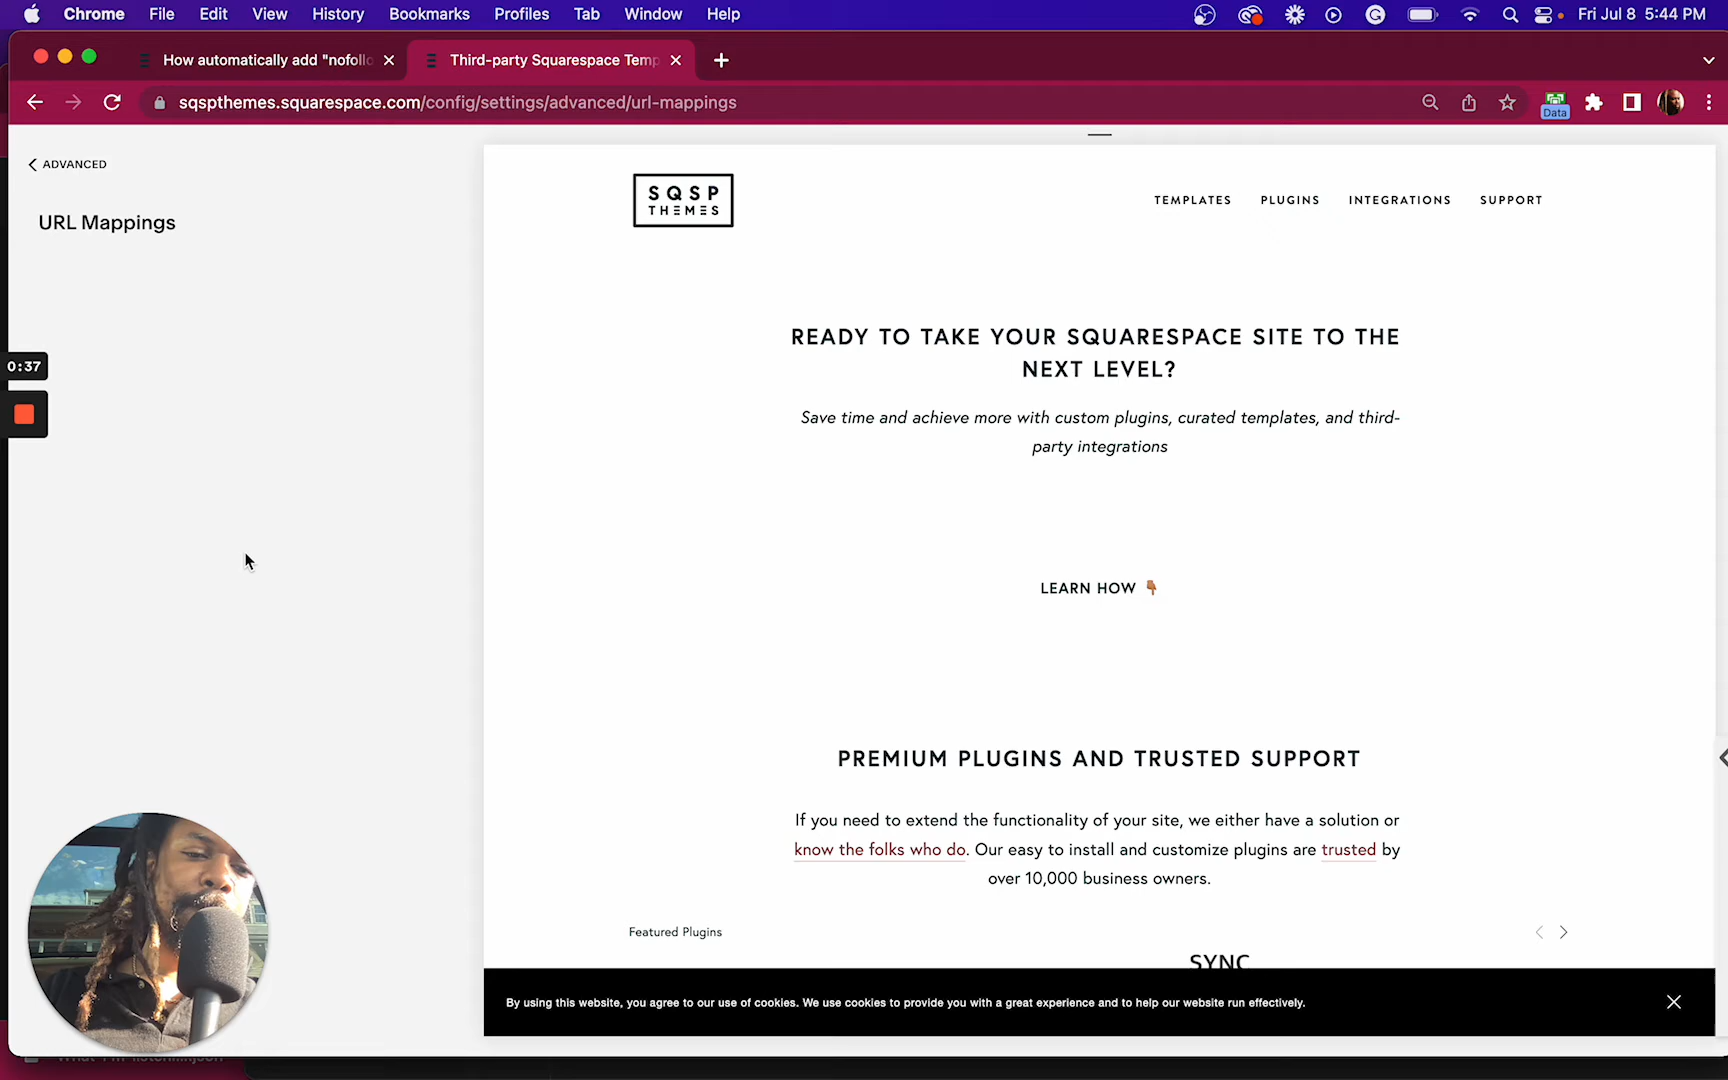 Chrome File Edit View History Bookmarks Profiles Tab Window Help Fri Jul 8 5:44 PM
How automatically add "nofollo Third-party Squarespace Temp
sqspthemes.squarespace.com/config/settings/advanced/url-mappings
Data
ADVANCED
URL Mappings
0:37
SQSP
THEMES
TEMPLATES PLUGINS INTEGRATIONS SUPPORT
READY TO TAKE YOUR SQUARESPACE SITE TO THE
NEXT LEVEL?
Save time and achieve more with custom plugins, curated templates, and third-
party integrations
LEARN HOW
PREMIUM PLUGINS AND TRUSTED SUPPORT
If you need to extend the functionality of your site, we either have a solution or
know the folks who do. Our easy to install and customize plugins are trusted by
over 10,000 business owners.
Featured Plugins
SYNC
By using this website, you agree to our use of cookies. We use cookies to provide you with a great experience and to help our website run effectively.